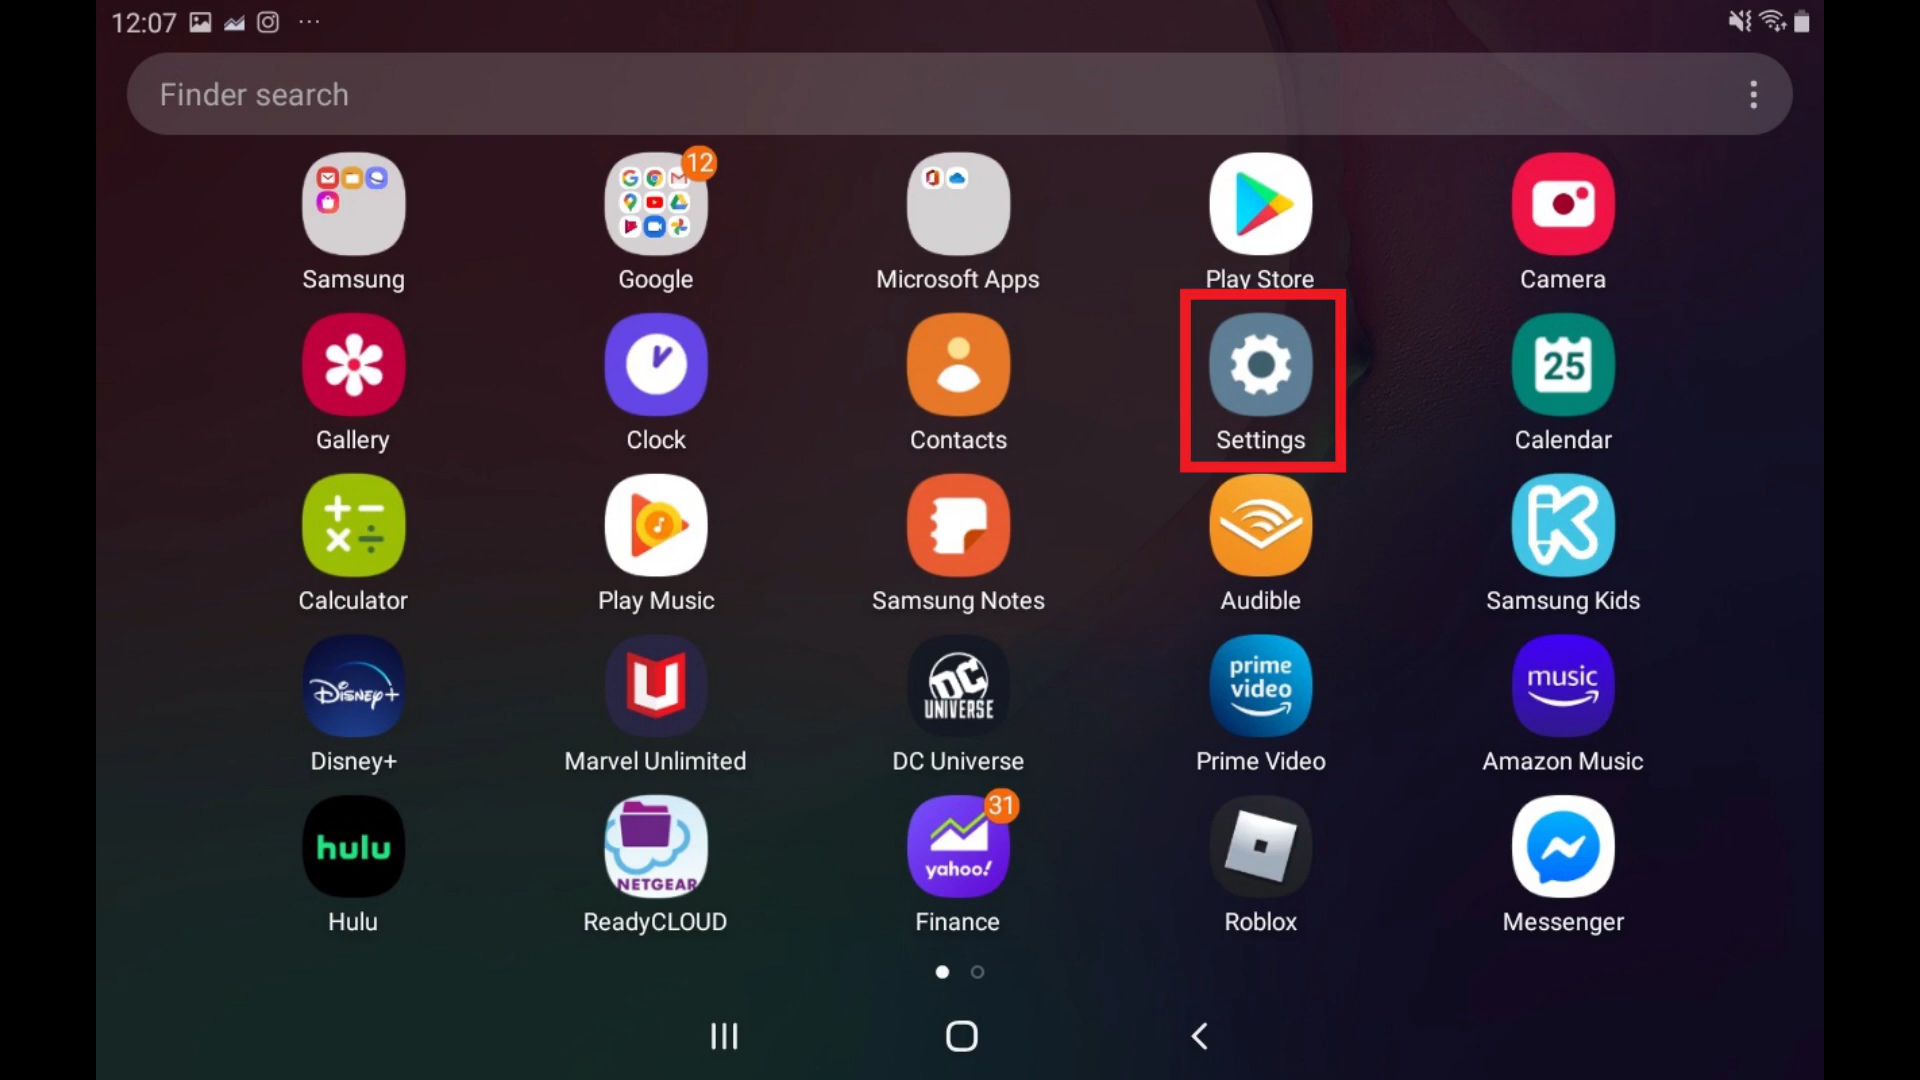 12:07
Finder search
12
Samsung
Google
Microsoft Apps
Play Store
Camera
25
Gallery
Clock
Contacts
Settings
Calendar
Calculator
Play Music
Samsung Notes
Audible
Samsung Kids
Disney+
DC
UNIVERSE
prime
video
music
Disney+
Marvel Unlimited
DC Universe
Prime Video
Amazon Music
31
hulu
NETGEAR
yahoo!
Hulu
ReadyCLOUD
Finance
Roblox
Messenger